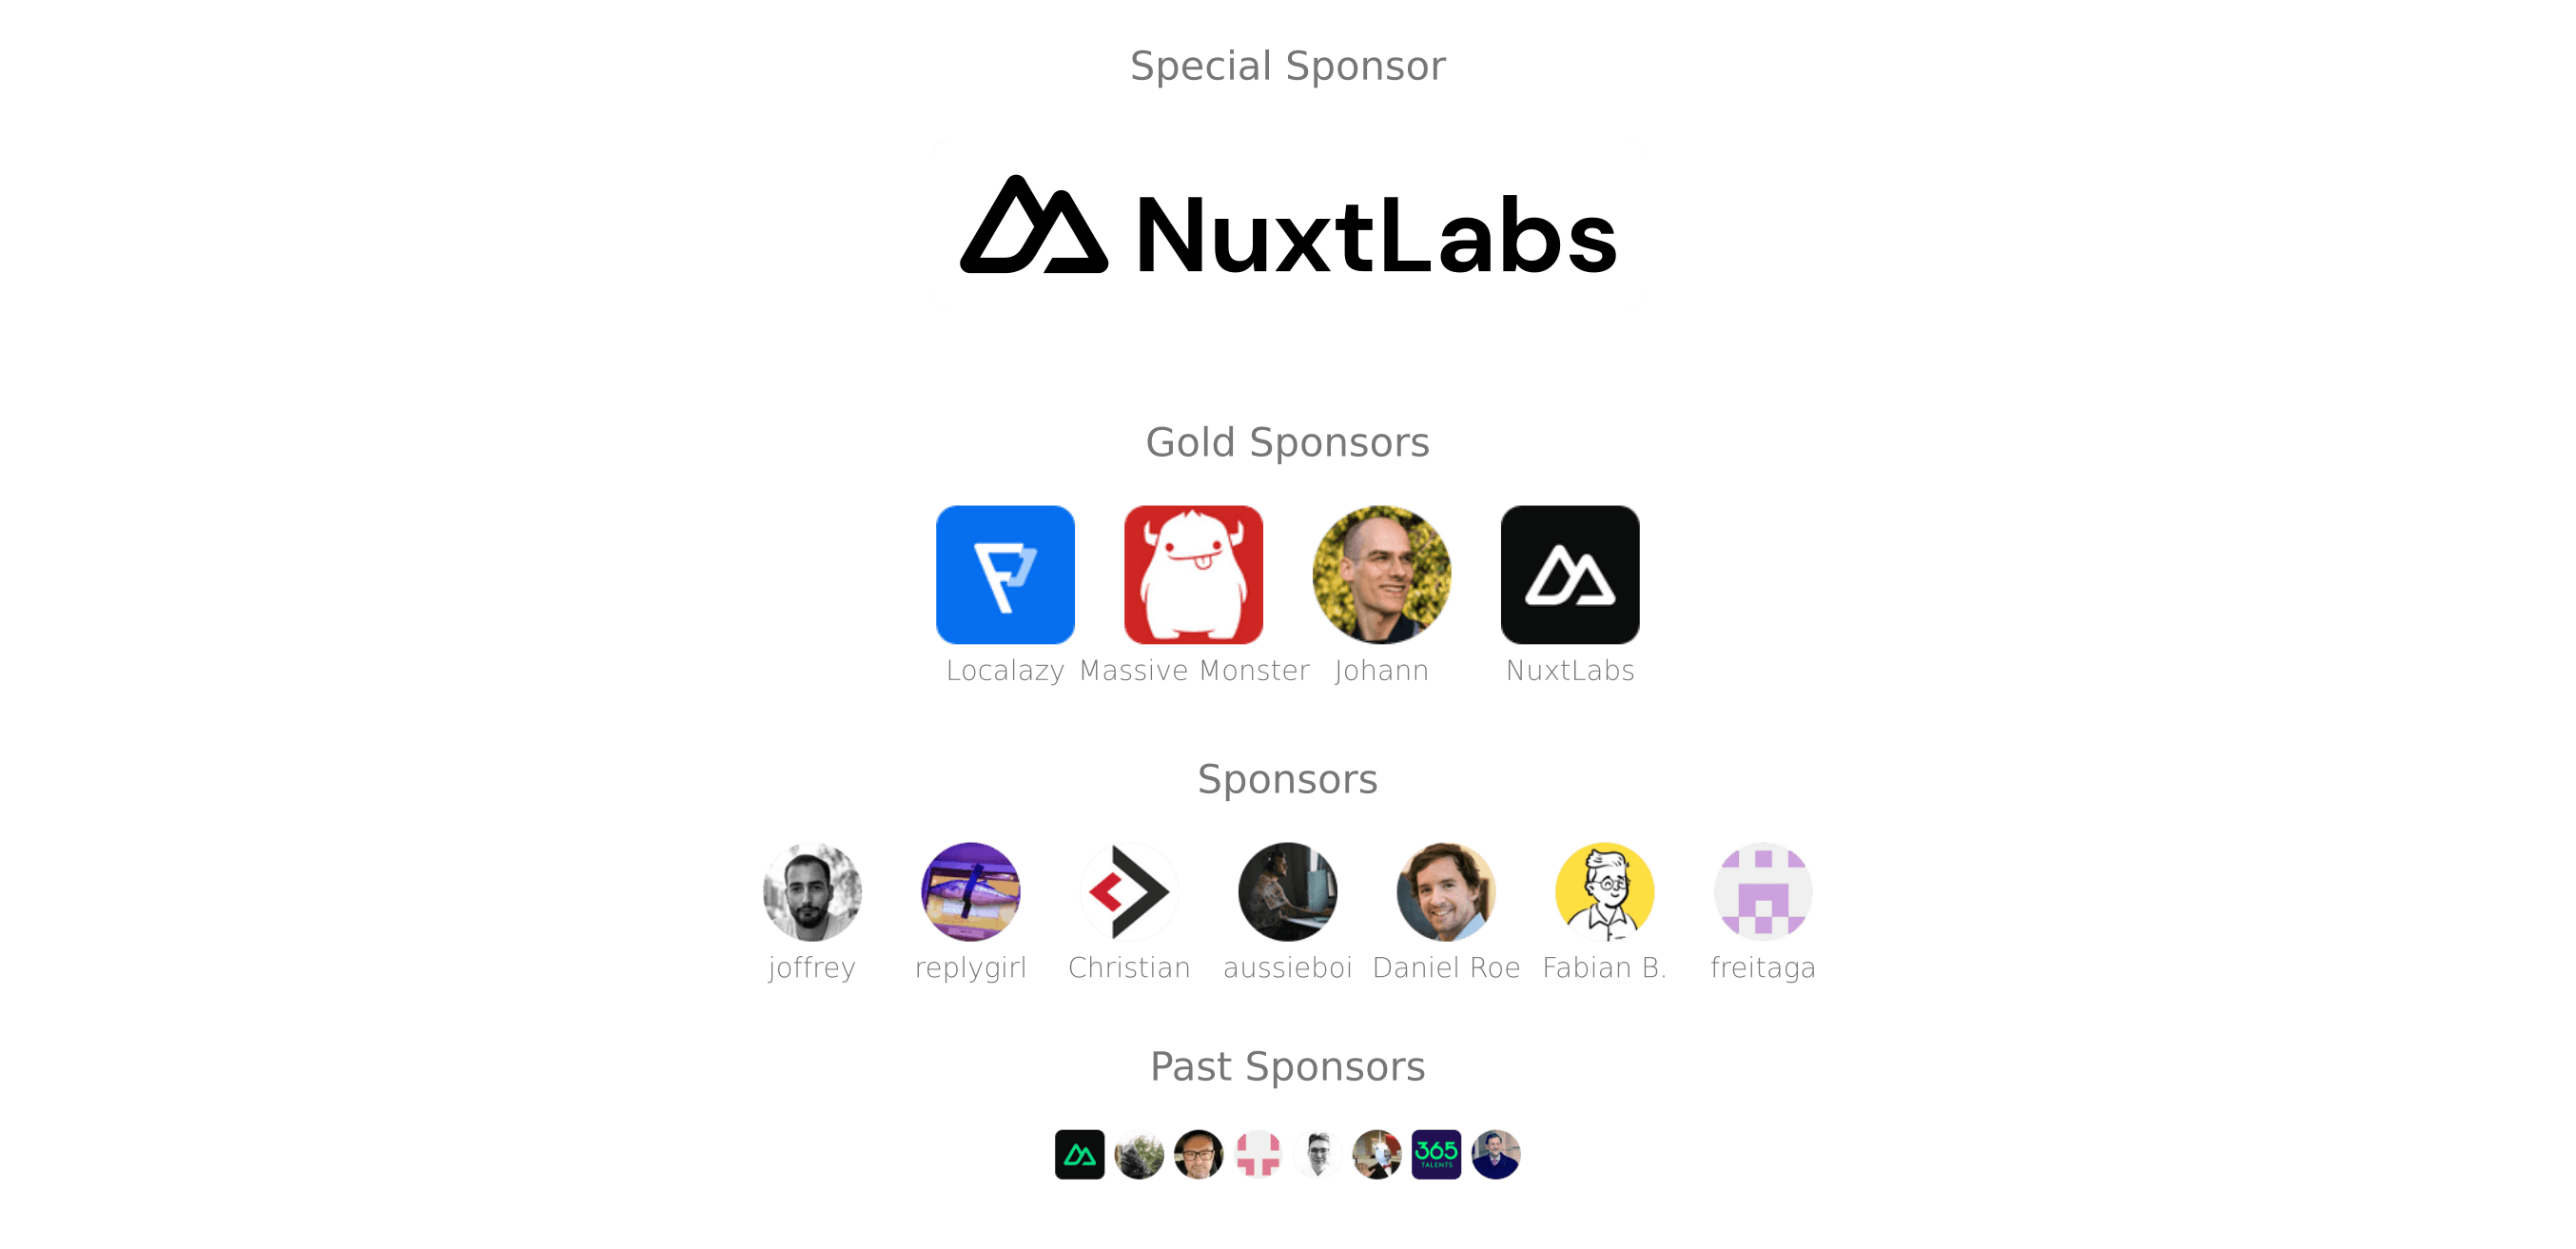 Special Sponsor
NuxtLabs
Gold Sponsors
Localazy Massive Monster Johann NuxtLabs
Sponsors
joffrey replygirl Christian aussieboi Daniel Roe Fabian B. freitaga
Past Sponsors
365
TALENTS